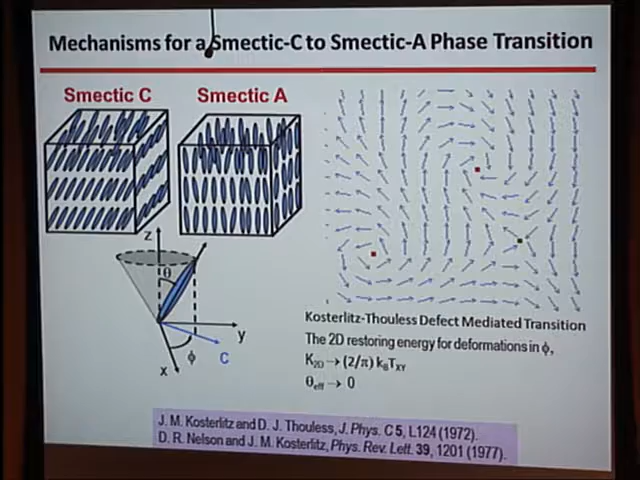 Mechanisms for a Smectic-C to Smectic-A Phase Transition
Smectic C
Smectic A
z
θ
y
ϕ
C
x
Kosterlitz-Thouless Defect Mediated Transition
The 2D restoring energy for deformations in ϕ,
K2D → (2/π) kBTXY
θeff → 0
J. M. Kosterlitz and D. J. Thouless, J. Phys. C 5, L124 (1972).
D. R. Nelson and J. M. Kosterlitz, Phys. Rev. Lett. 39, 1201 (1977).